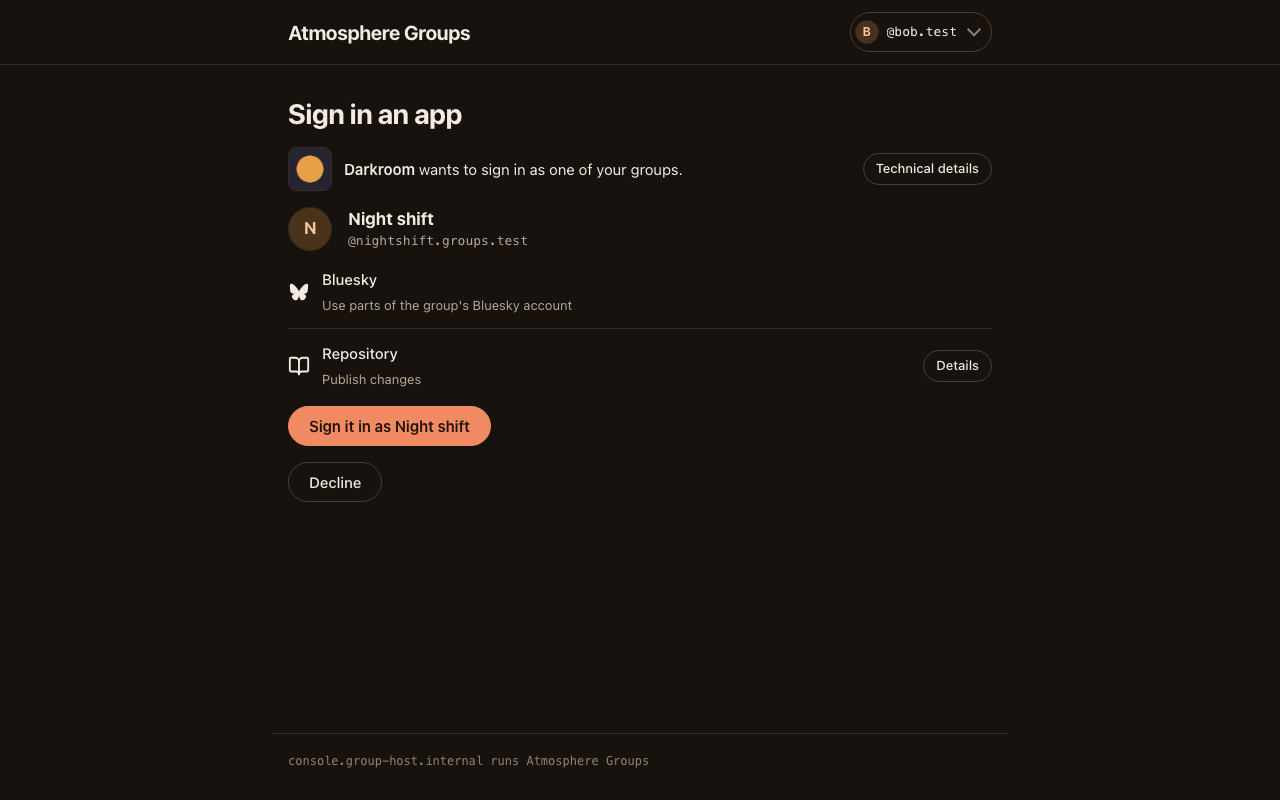 Atmosphere Groups
B @bob.test
Sign in an app
Darkroom wants to sign in as one of your groups.
Technical details
N
Night shift
@nightshift.groups.test
Bluesky
Use parts of the group's Bluesky account
Repository
Publish changes
Details
Sign it in as Night shift
Decline
console.group-host.internal runs Atmosphere Groups